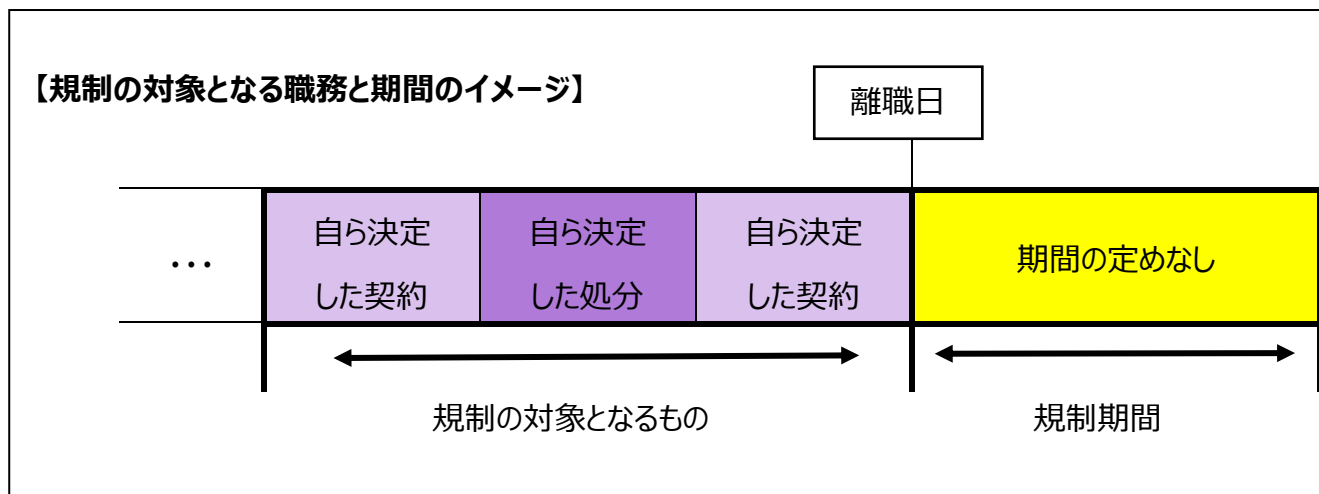 【規制の対象となる職務と期間のイメージ】
離職日
…
自ら決定
した契約
自ら決定
した処分
自ら決定
した契約
期間の定めなし
規制の対象となるもの
規制期間